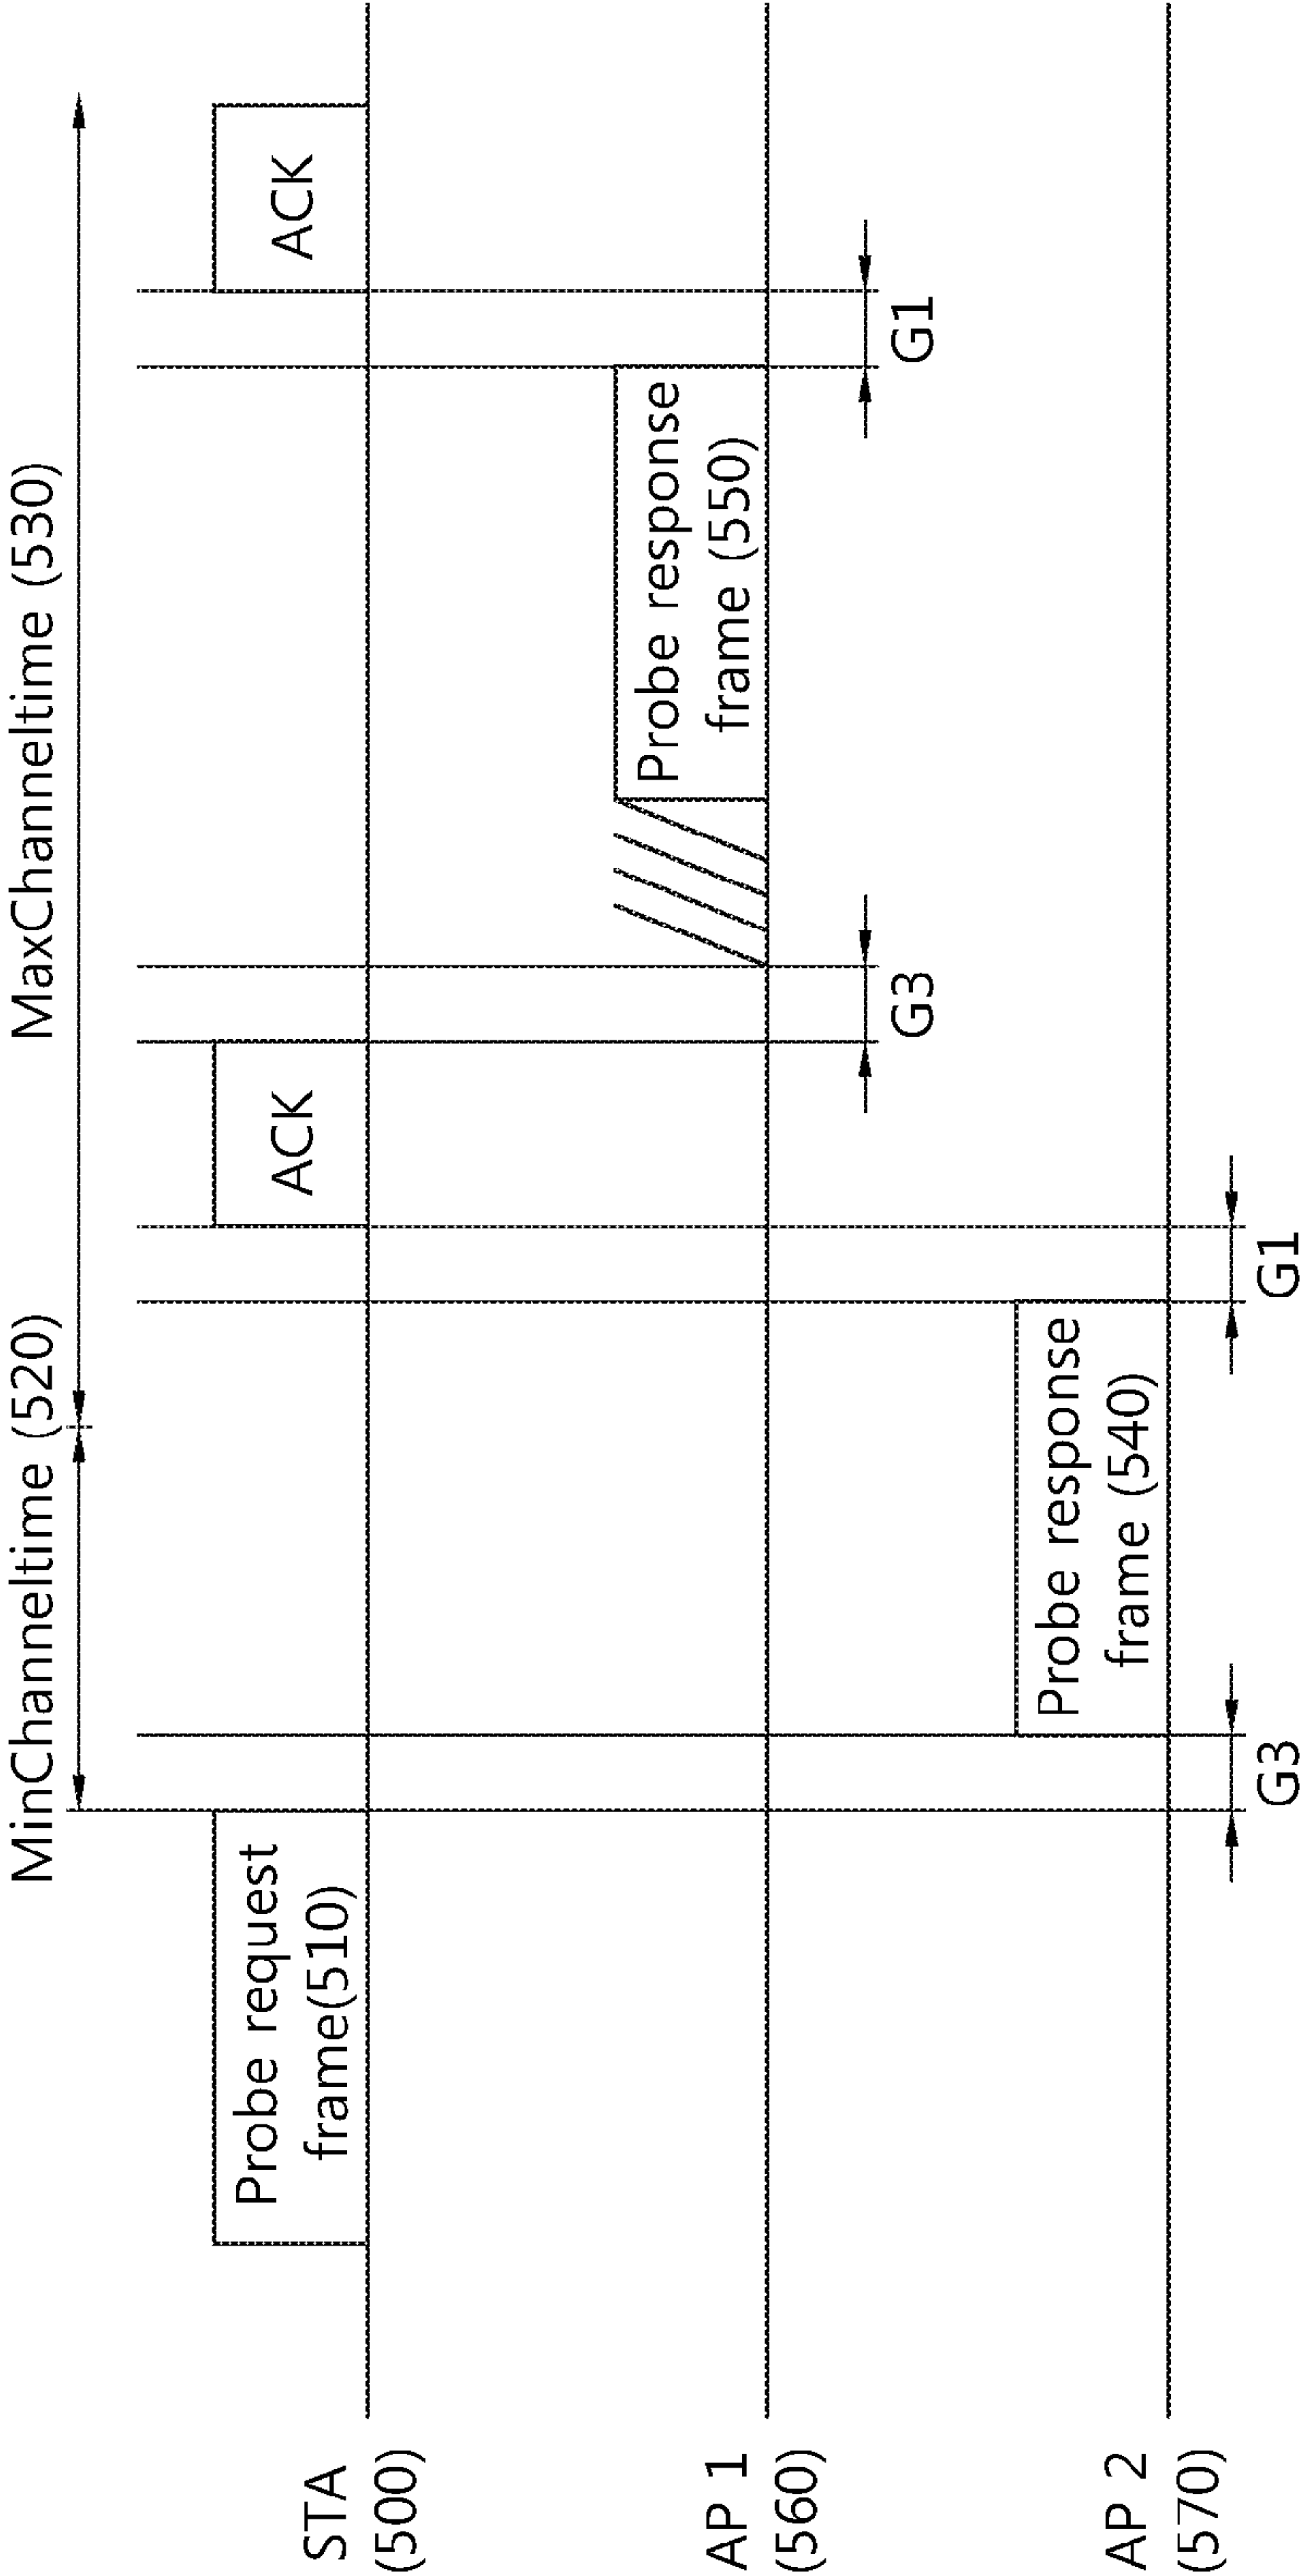 MinChanneltime (520)
MaxChanneltime (530)
STA
(500)
Probe request
frame(510)
ACK
ACK
AP 1
(560)
Probe response
frame (550)
G3
G1
AP 2
(570)
Probe response
frame (540)
G3
G1